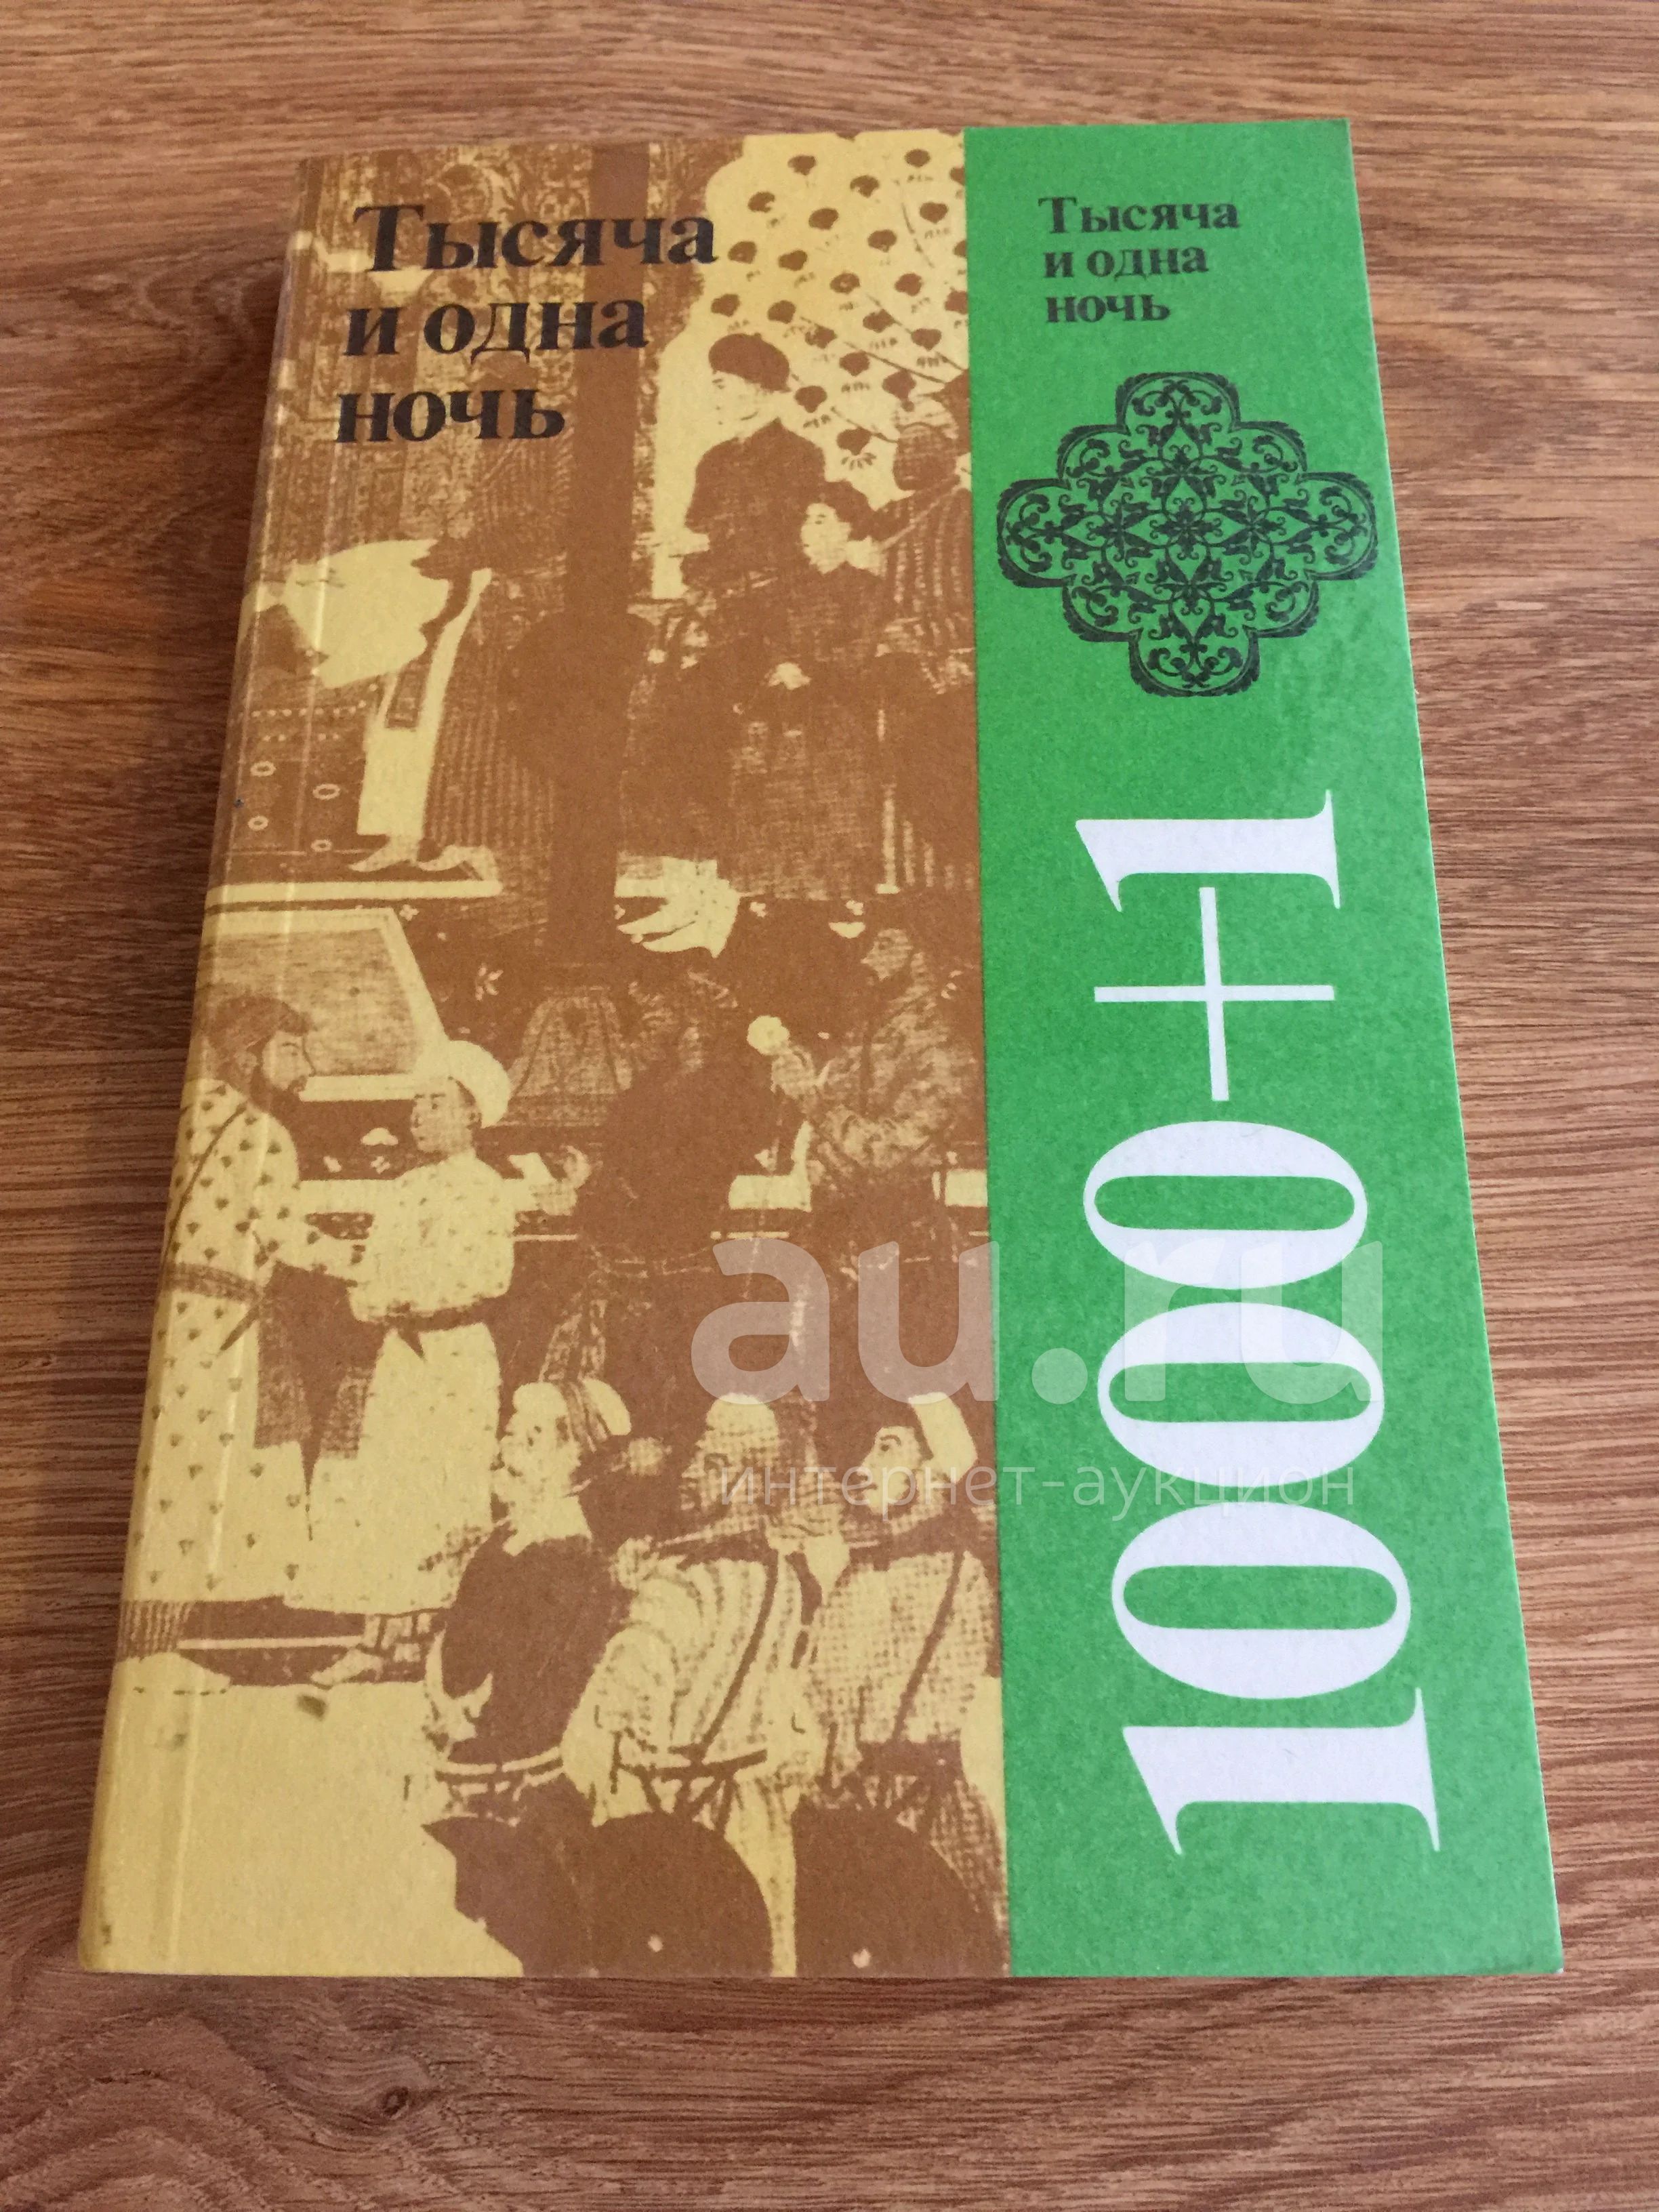 Тысяча
и одна
ночь
Тысяча
и одна
ночь
1000+1
au.ru
интернет-аукцион